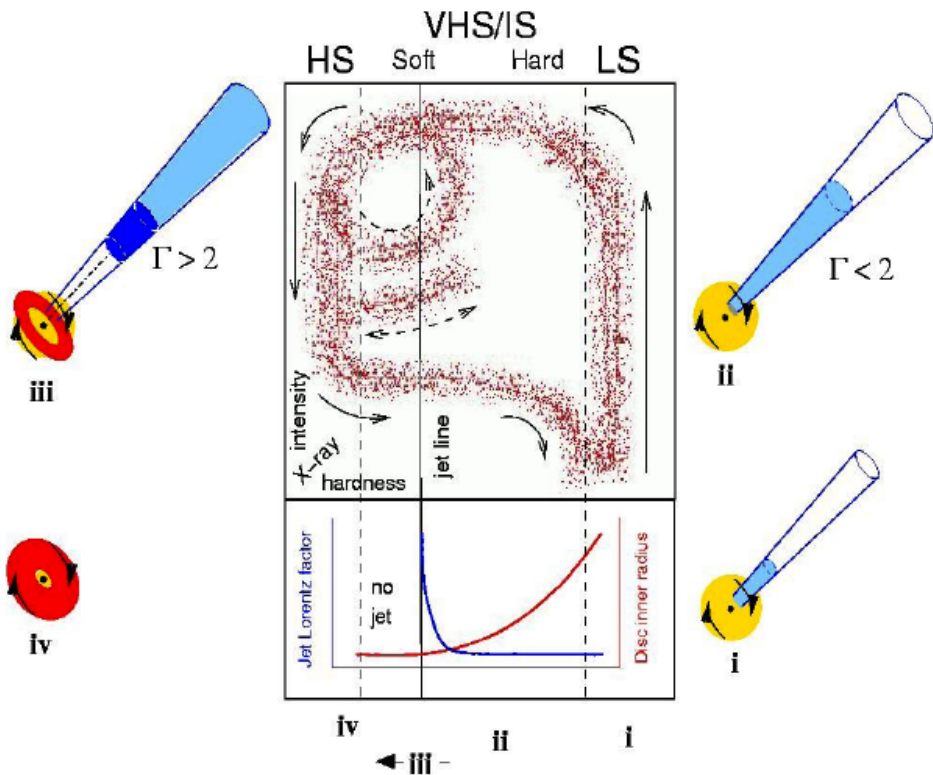 VHS/IS
HS Soft Hard LS
Γ > 2
Γ < 2
iii
ii
intensity
X-ray
hardness
jet line
Jet Lorentz factor
no
jet
Disc inner radius
iv
i
iv ii i
iii